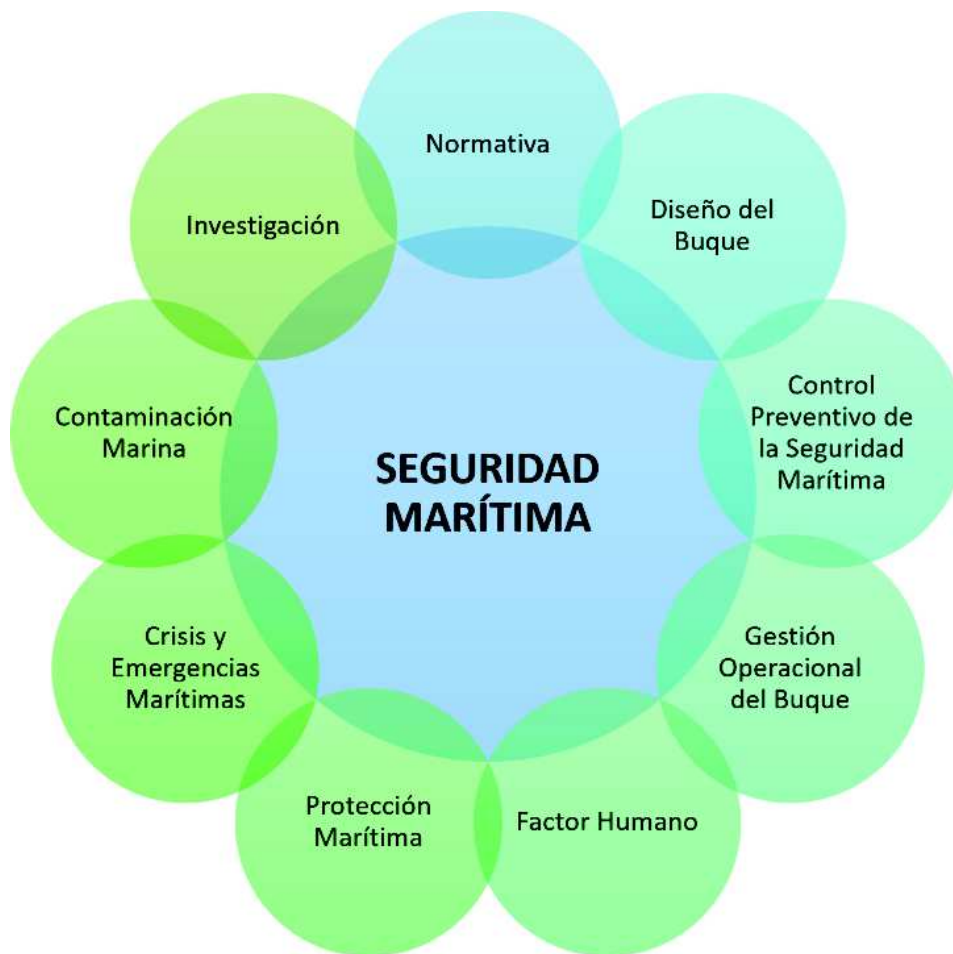 Normativa
Diseño del
Buque
Control
Preventivo de
la Seguridad
Marítima
Gestión
Operacional
del Buque
Factor Humano
Protección
Marítima
Crisis y
Emergencias
Marítimas
Contaminación
Marina
Investigación
SEGURIDAD
MARÍTIMA